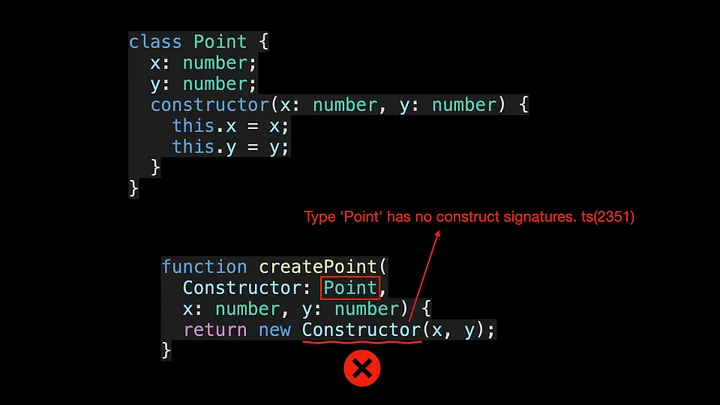 class Point {
  x: number;
  y: number;
  constructor(x: number, y: number) {
    this.x = x;
    this.y = y;
  }
}
Type 'Point' has no construct signatures. ts(2351)
function createPoint(
  Constructor: Point,
  x: number, y: number) {
  return new Constructor(x, y);
}